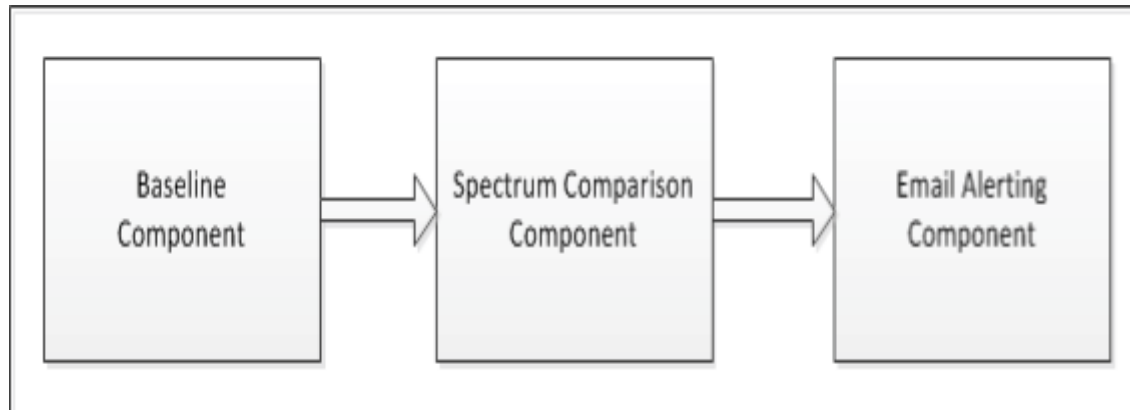 Baseline
Component
Spectrum Comparison
Component
Email Alerting
Component